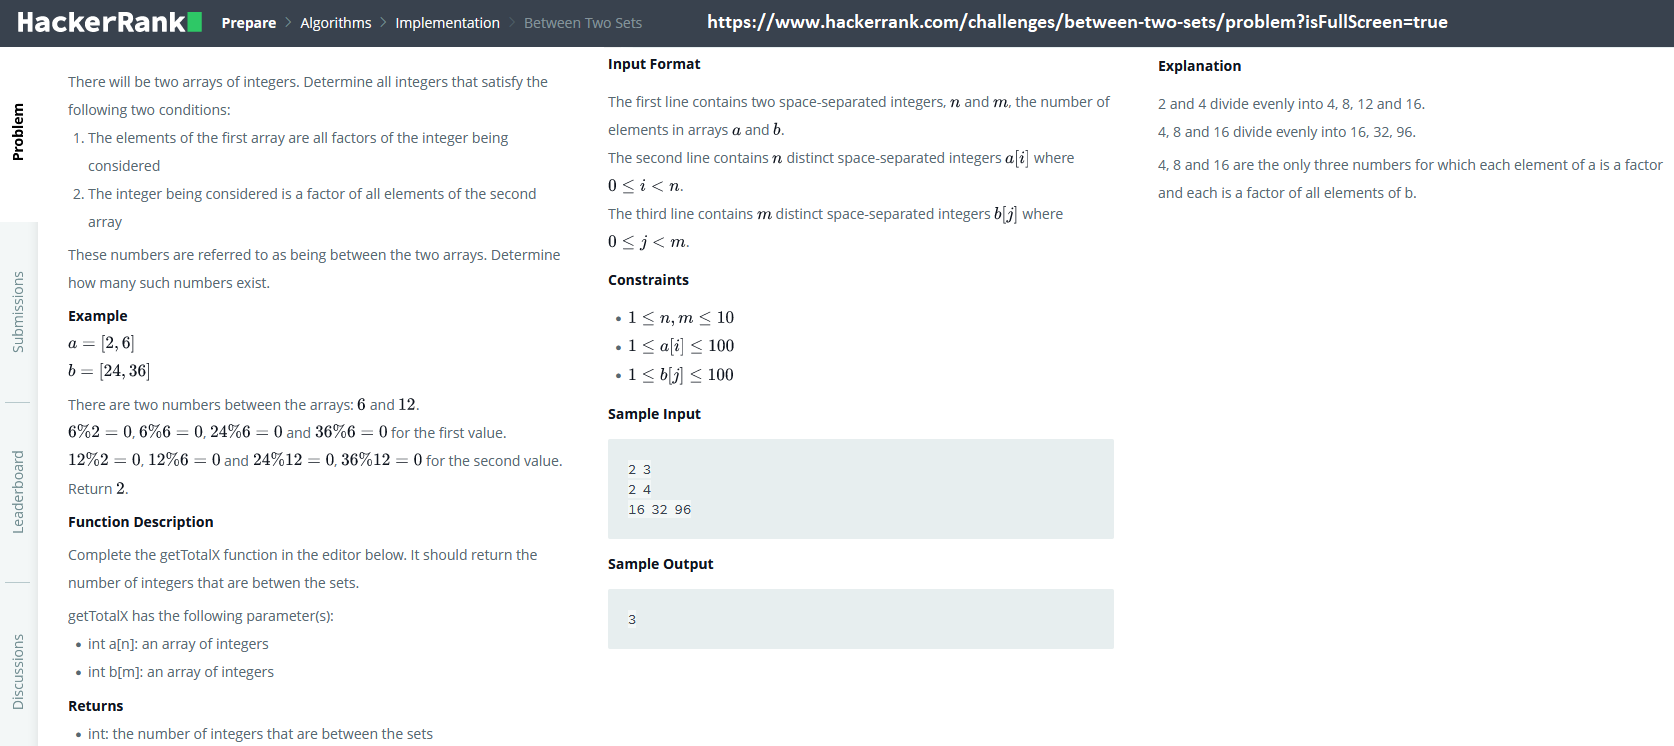 HackerRank Prepare > Algorithms > Implementation > Between Two Sets https://www.hackerrank.com/challenges/between-two-sets/problem?isFullScreen=true
Problem
Submissions
Leaderboard
Discussions
There will be two arrays of integers. Determine all integers that satisfy the
following two conditions:
1. The elements of the first array are all factors of the integer being
considered
2. The integer being considered is a factor of all elements of the second
array
These numbers are referred to as being between the two arrays. Determine
how many such numbers exist.
Example
a = [2, 6]
b = [24, 36]
There are two numbers between the arrays: 6 and 12.
6%2 = 0, 6%6 = 0, 24%6 = 0 and 36%6 = 0 for the first value.
12%2 = 0, 12%6 = 0 and 24%12 = 0, 36%12 = 0 for the second value.
Return 2.
Function Description
Complete the getTotalX function in the editor below. It should return the
number of integers that are betwen the sets.
getTotalX has the following parameter(s):
• int a[n]: an array of integers
• int b[m]: an array of integers
Returns
• int: the number of integers that are between the sets
Input Format
The first line contains two space-separated integers, n and m, the number of
elements in arrays a and b.
The second line contains n distinct space-separated integers a[i] where
0 ≤ i < n.
The third line contains m distinct space-separated integers b[j] where
0 ≤ j < m.
Constraints
• 1 ≤ n, m ≤ 10
• 1 ≤ a[i] ≤ 100
• 1 ≤ b[j] ≤ 100
Sample Input
2 3
2 4
16 32 96
Sample Output
3
Explanation
2 and 4 divide evenly into 4, 8, 12 and 16.
4, 8 and 16 divide evenly into 16, 32, 96.
4, 8 and 16 are the only three numbers for which each element of a is a factor
and each is a factor of all elements of b.